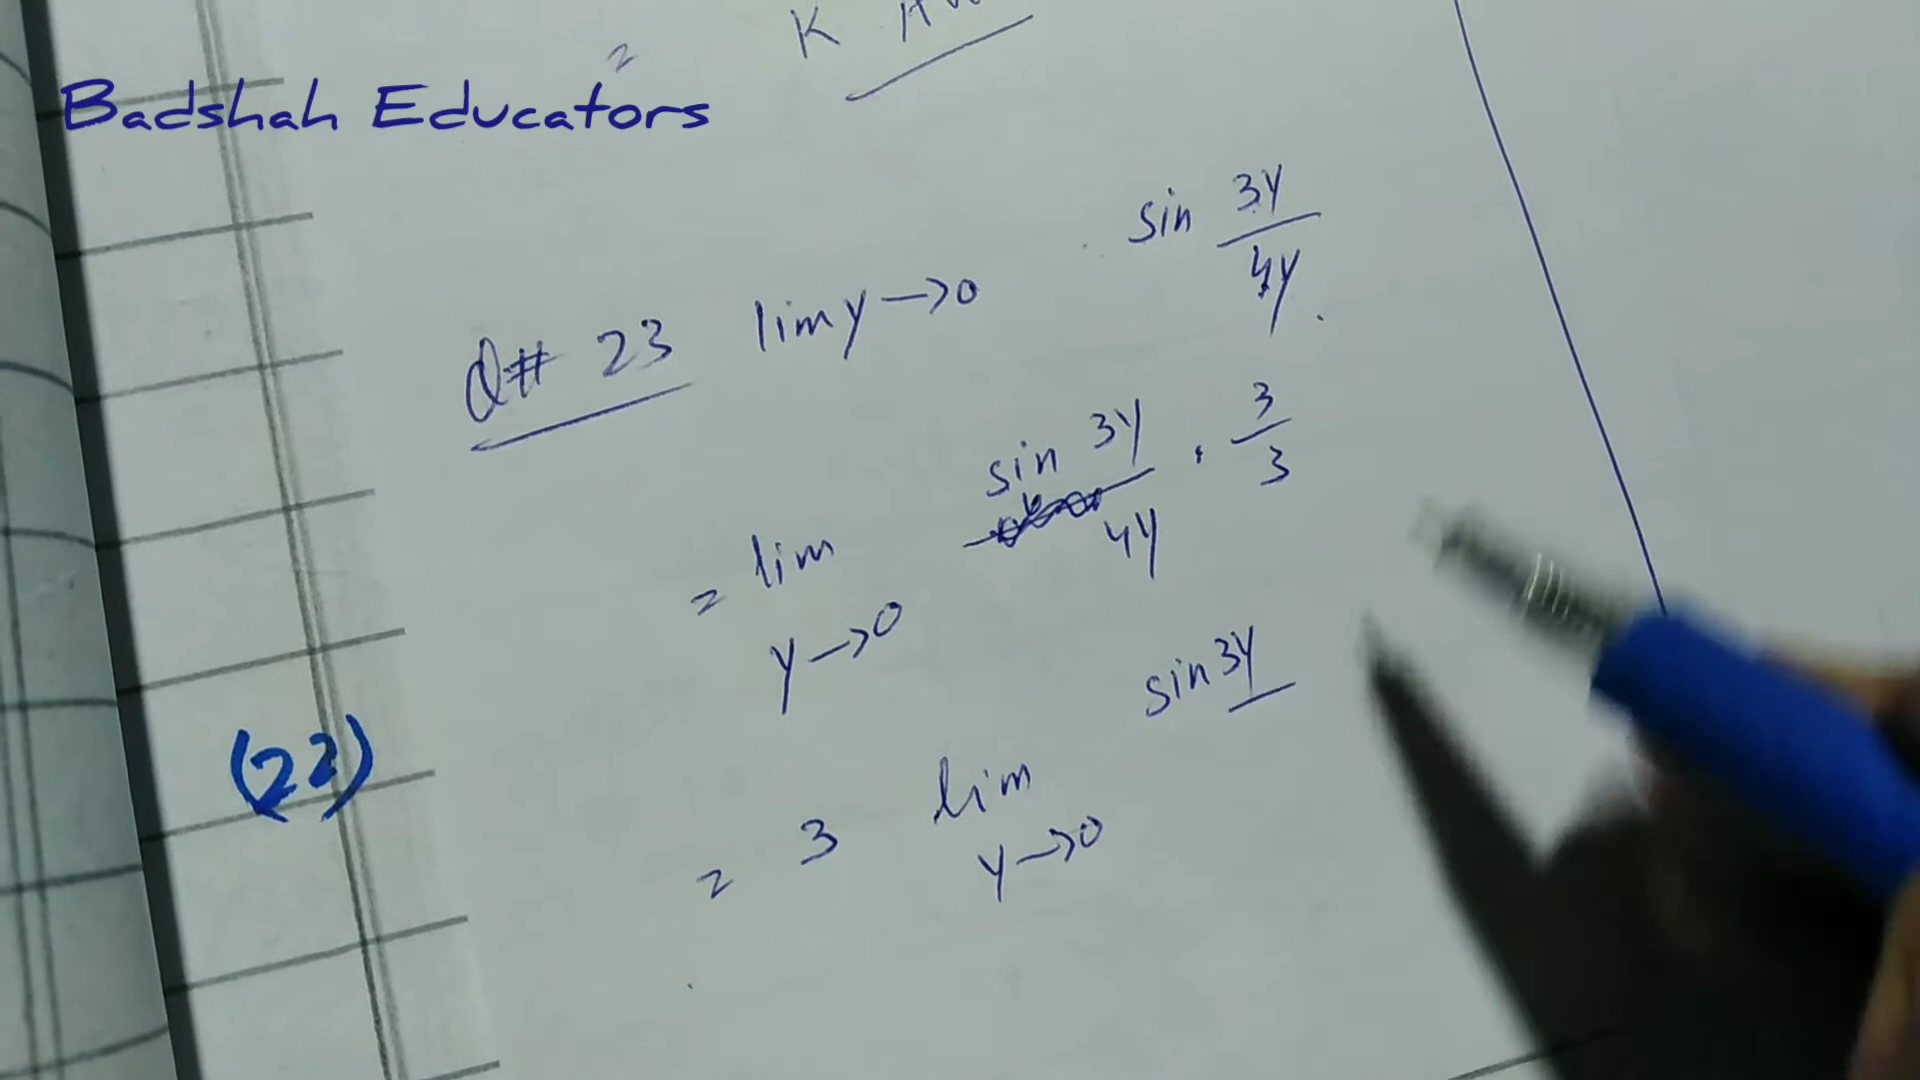 K
=
Badshah Educators
Q# 23 lim y→0 sin 3y/4y
= lim y→0 sin 3y/4y · 3/3
(22)
= 3 lim y→0 sin 3y